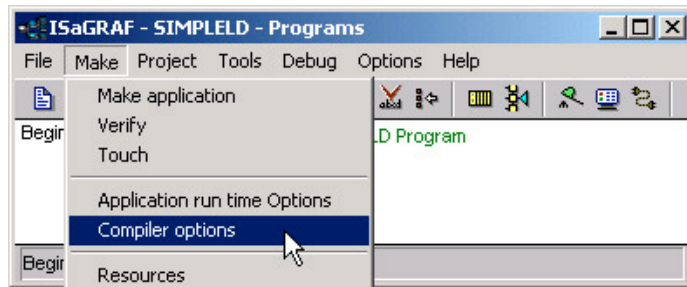 ISaGRAF - SIMPLELD - Programs
File Make Project Tools Debug Options Help
Make application
Begin Verify .D Program
Touch
Application run time Options
Compiler options
Begin
Resources